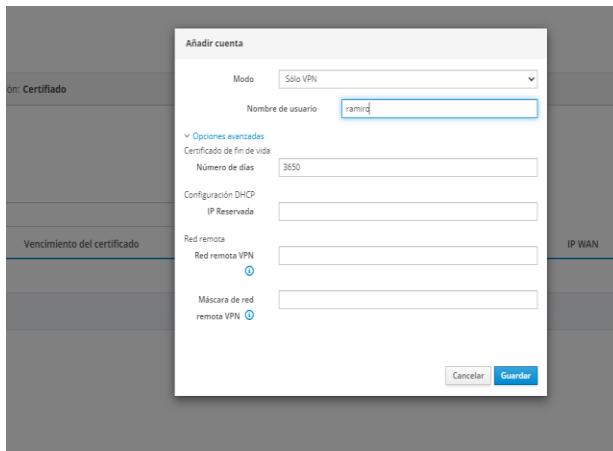 Añadir cuenta
Modo Sólo VPN
ón: Certifiado
Nombre de usuario ramiro
Opciones avanzadas
Certificado de fin de vida
Número de días 3650
Configuración DHCP
IP Reservada
Red remota
Vencimiento del certificado
Red remota VPN
IP WAN
Máscara de red
remota VPN
Cancelar Guardar